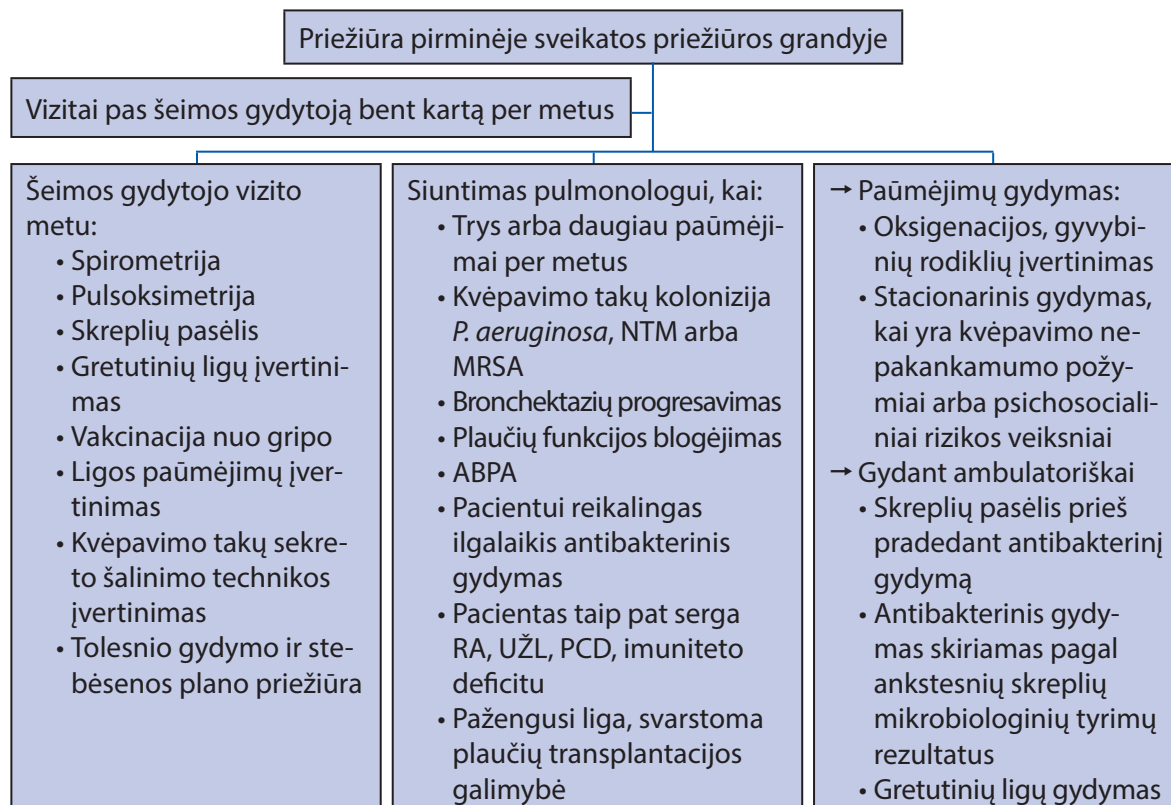 Priežiūra pirminėje sveikatos priežiūros grandyje
Vizitai pas šeimos gydytoją bent kartą per metus
Šeimos gydytojo vizito
metu:
• Spirometrija
• Pulsoksimetrija
• Skreplių pasėlis
• Gretutinių ligų įvertini-
mas
• Vakcinacija nuo gripo
• Ligos paūmėjimų įver-
tinimas
• Kvėpavimo takų sekre-
to šalinimo technikos
įvertinimas
• Tolesnio gydymo ir ste-
bėsenos plano priežiūra
Siuntimas pulmonologui, kai:
• Trys arba daugiau paūmėji-
mai per metus
• Kvėpavimo takų kolonizija
P. aeruginosa, NTM arba
MRSA
• Bronchektazių progresavimas
• Plaučių funkcijos blogėjimas
• ABPA
• Pacientui reikalingas
ilgalaikis antibakterinis
gydymas
• Pacientas taip pat serga
RA, UŽL, PCD, imuniteto
deficitu
• Pažengusi liga, svarstoma
plaučių transplantacijos
galimybė
→ Paūmėjimų gydymas:
• Oksigenacijos, gyvybi-
nių rodiklių įvertinimas
• Stacionarinis gydymas,
kai yra kvėpavimo ne-
pakankamumo požy-
miai arba psichosociali-
niai rizikos veiksniai
→ Gydant ambulatoriškai
• Skreplių pasėlis prieš
pradedant antibakterinį
gydymą
• Antibakterinis gydy-
mas skiriamas pagal
ankstesnių skreplių
mikrobiologinių tyrimų
rezultatus
• Gretutinių ligų gydymas